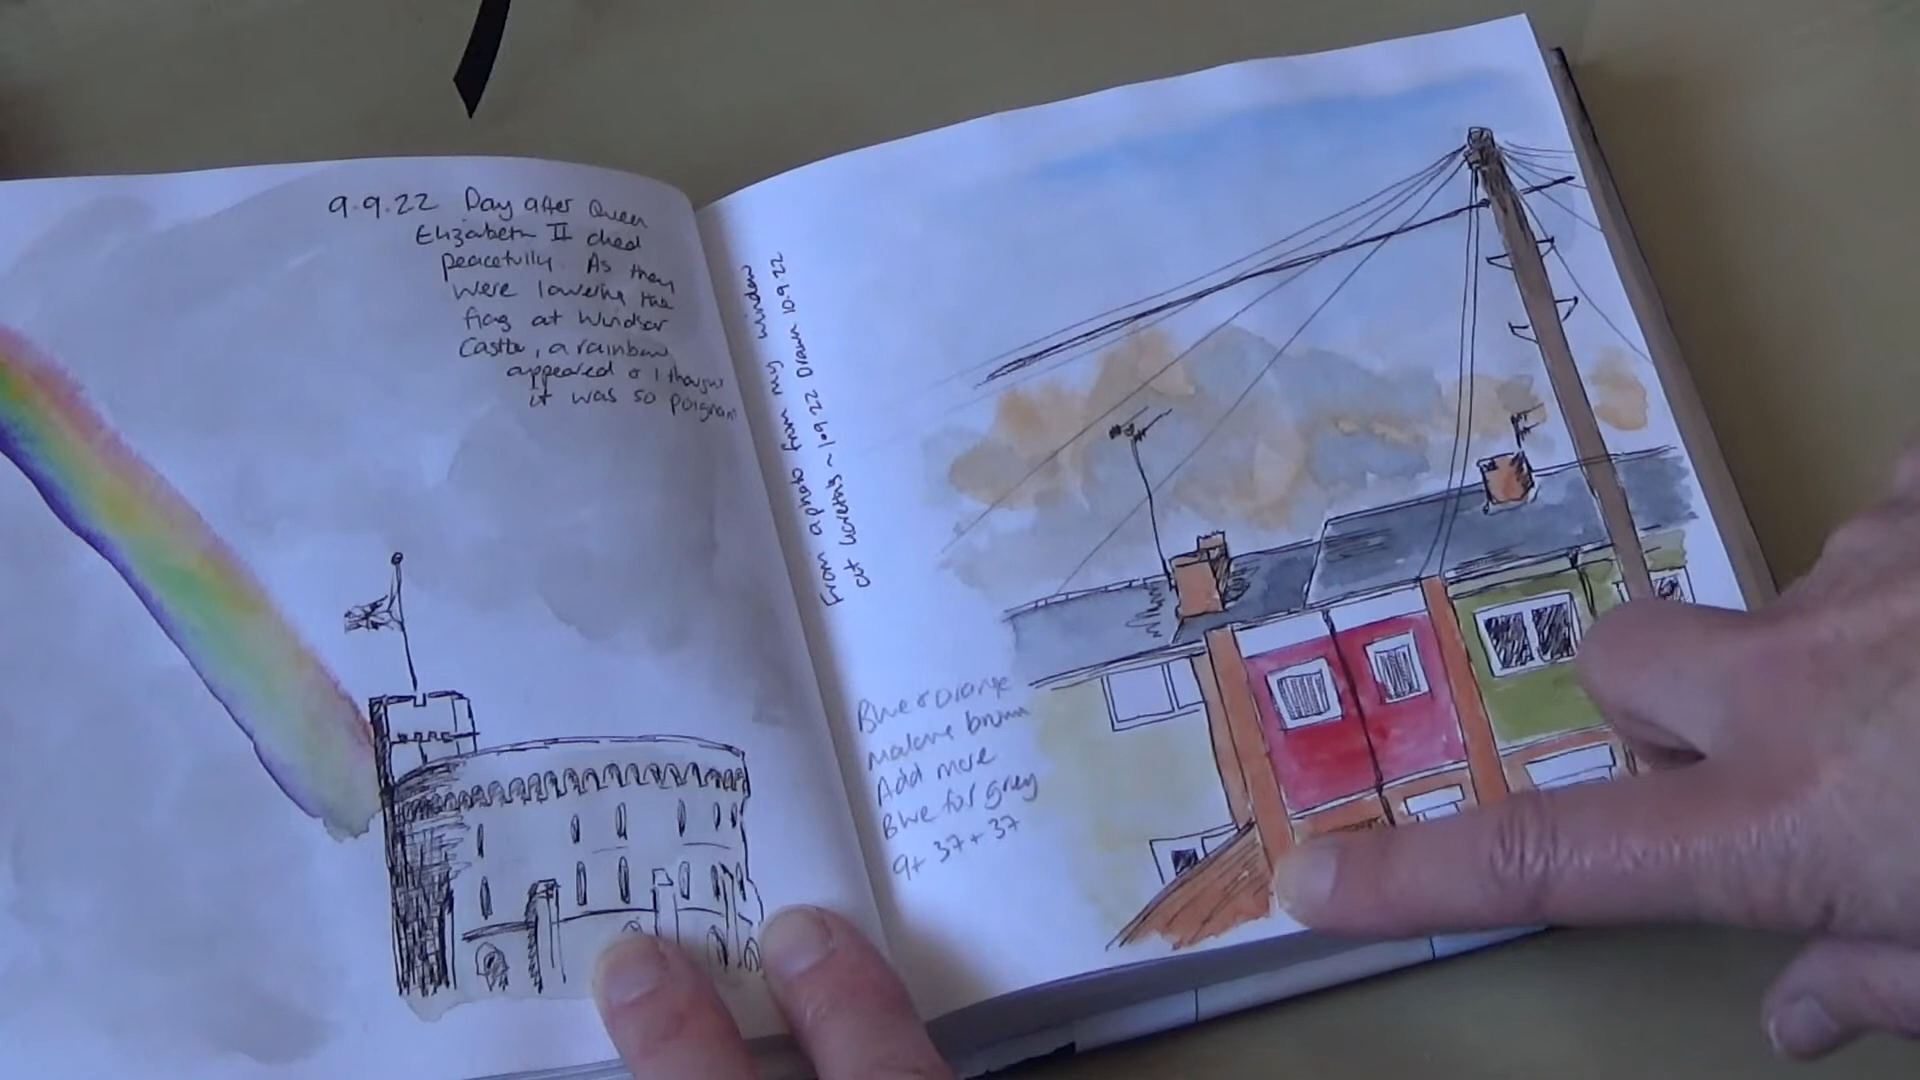 9.9.22 Day after Queen
Elizabeth II died
peacefully. As they
were lowering the
flag at Windsor
Castle, a rainbow
appeared & I thought
it was so poignant
From a photo from my window
at 10.9.22 Drawn 10.9.22
Blue & orange
make brown
Add more
Blue for grey
9+ 37+37